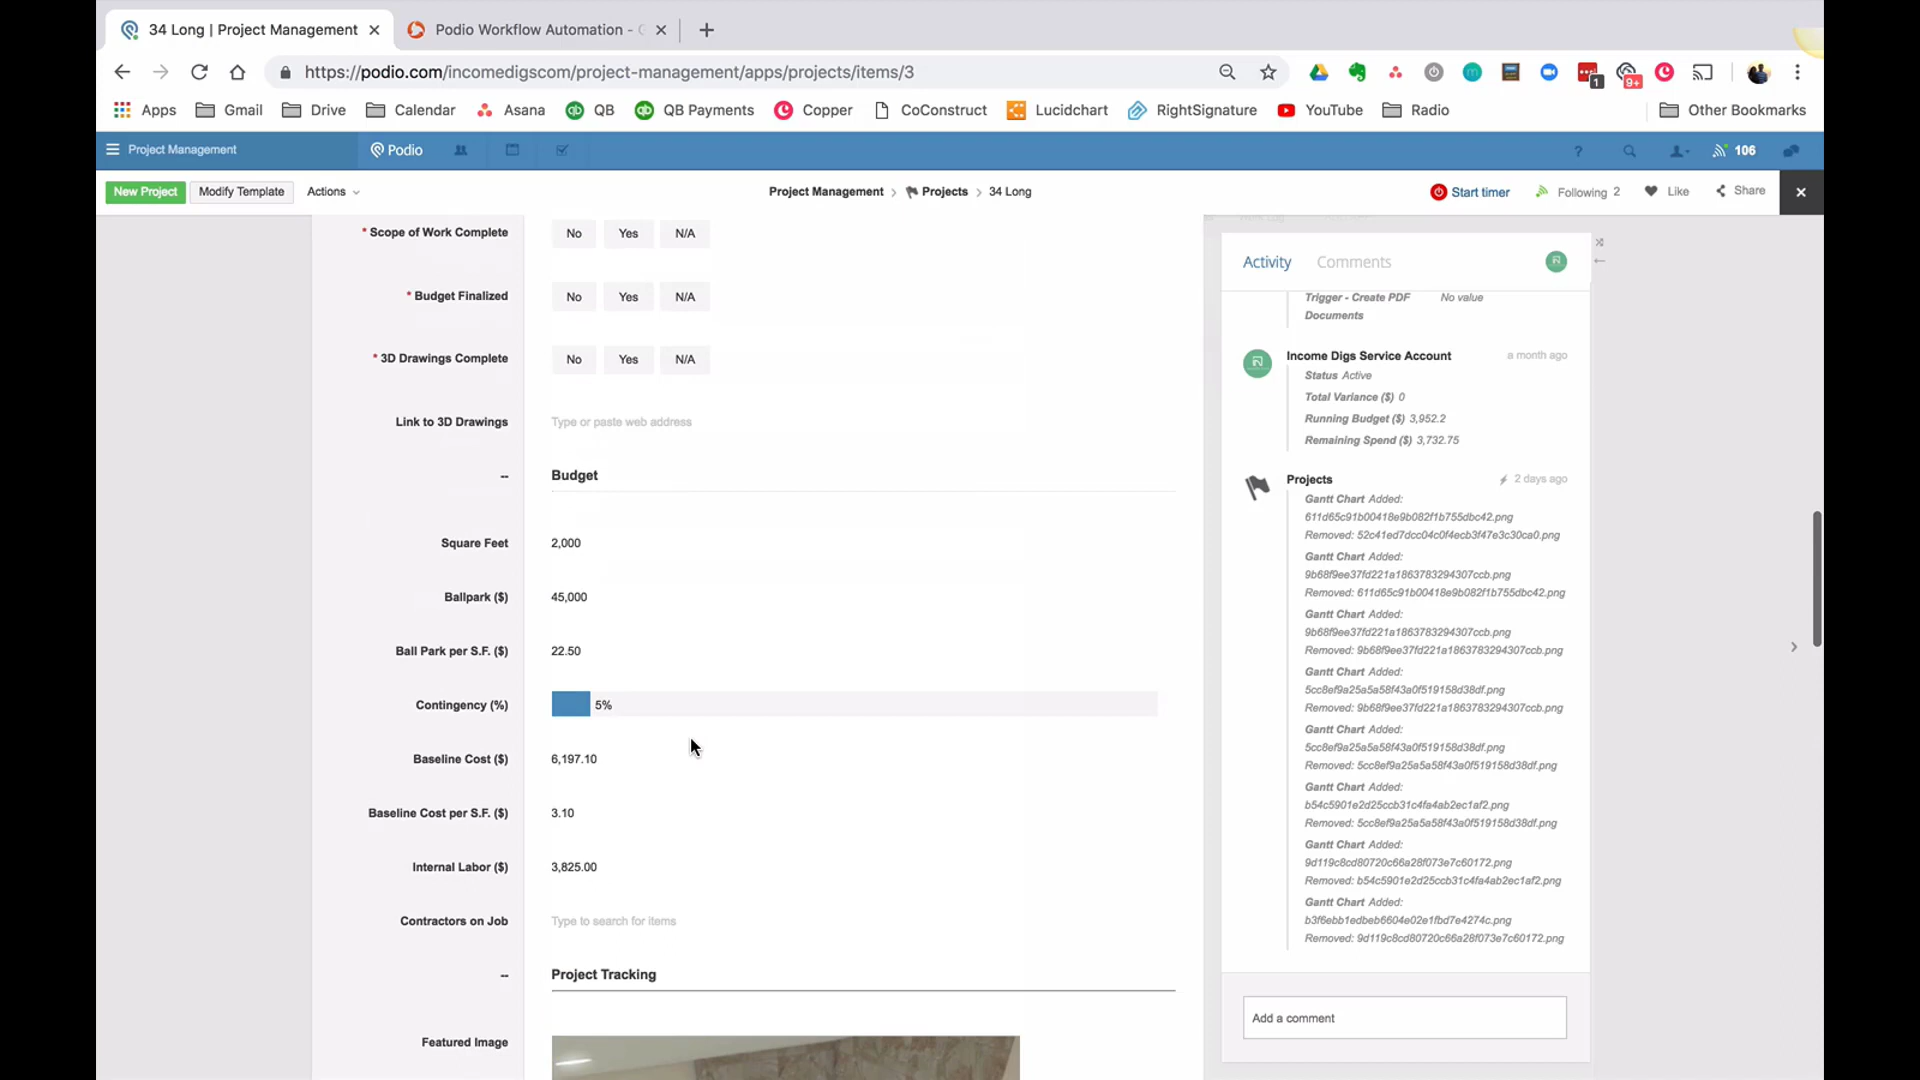 34 Long | Project Management
Podio Workflow Automation -
https://podio.com/incomedigscom/project-management/apps/projects/items/3
1
9+
Apps
Gmail
Drive
Calendar
Asana
QB
QB Payments
Copper
CoConstruct
Lucidchart
RightSignature
YouTube
Radio
Other Bookmarks
Project Management
Podio
?
106
New Project
Modify Template
Actions
Project Management > Projects > 34 Long
Start timer
Following 2
Like
Share
* Scope of Work Complete
No Yes N/A
* Budget Finalized
No Yes N/A
* 3D Drawings Complete
No Yes N/A
Link to 3D Drawings
Type or paste web address
--
Budget
Square Feet
2,000
Ballpark ($)
45,000
Ball Park per S.F. ($)
22.50
Contingency (%)
5%
Baseline Cost ($)
6,197.10
Baseline Cost per S.F. ($)
3.10
Internal Labor ($)
3,825.00
Contractors on Job
Type to search for items
--
Project Tracking
Featured Image
Activity
Comments
Trigger - Create PDF No value
Documents
Income Digs Service Account a month ago
Status Active
Total Variance ($) 0
Running Budget ($) 3,952.2
Remaining Spend ($) 3,732.75
Projects 2 days ago
Gantt Chart Added:
611d65c91b00418e9b082f1b755dbc42.png
Removed: 52c41ed7dcc04c0f4ecb3f47e3c30ca0.png
Gantt Chart Added:
9b68f9ee37fd221a1863783294307ccb.png
Removed: 611d65c91b00418e9b082f1b755dbc42.png
Gantt Chart Added:
9b68f9ee37fd221a1863783294307ccb.png
Removed: 9b68f9ee37fd221a1863783294307ccb.png
Gantt Chart Added:
5cc8ef9a25a5a58f43a0f519158d38df.png
Removed: 9b68f9ee37fd221a1863783294307ccb.png
Gantt Chart Added:
5cc8ef9a25a5a58f43a0f519158d38df.png
Removed: 5cc8ef9a25a5a58f43a0f519158d38df.png
Gantt Chart Added:
b54c5901e2d25ccb31c4fa4ab2ec1af2.png
Removed: 5cc8ef9a25a5a58f43a0f519158d38df.png
Gantt Chart Added:
9d119c8cd80720c66a28f073e7c60172.png
Removed: b54c5901e2d25ccb31c4fa4ab2ec1af2.png
Gantt Chart Added:
b3f6ebb1edbeb6604e02e1fbd7e4274c.png
Removed: 9d119c8cd80720c66a28f073e7c60172.png
Add a comment